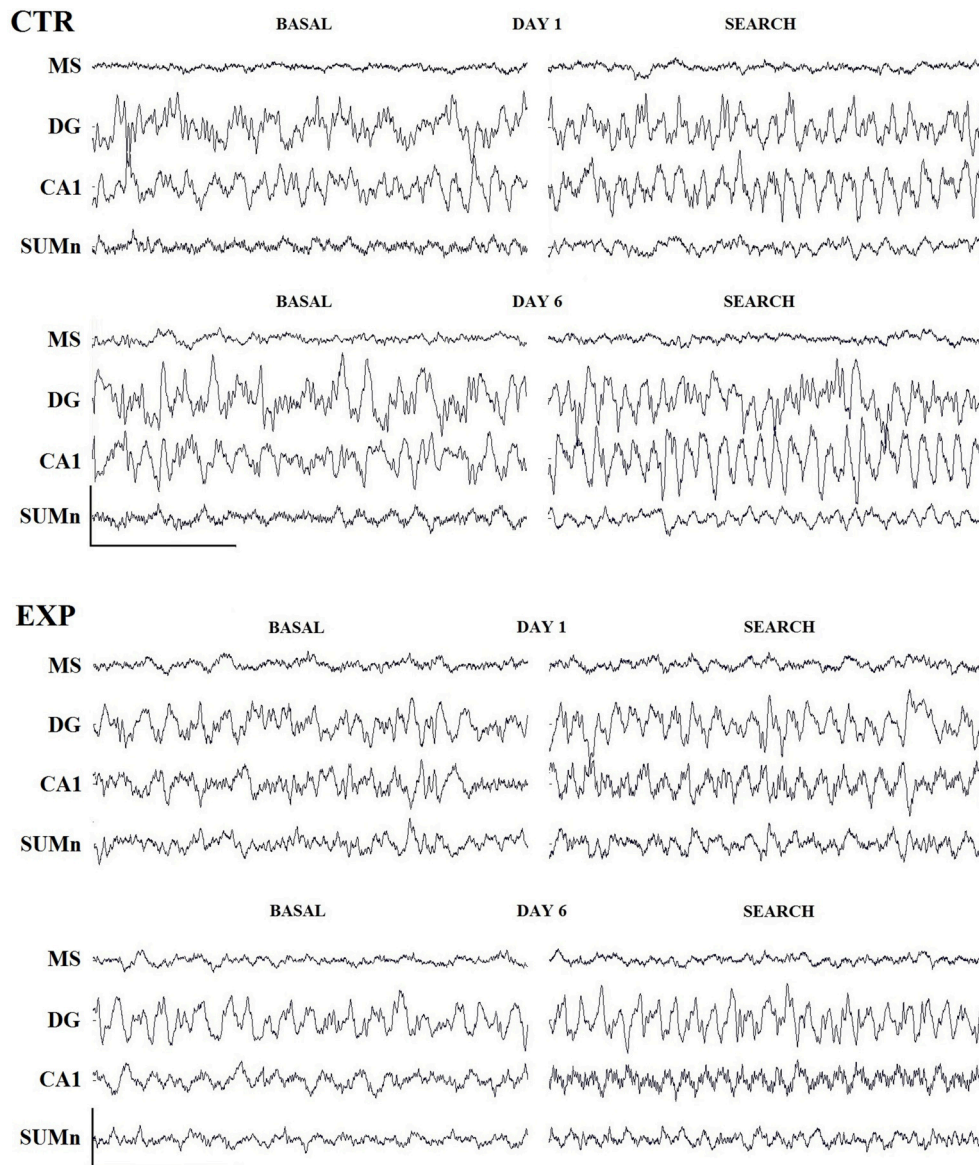 CTR
BASAL DAY 1 SEARCH
MS
DG
CA1
SUMn
BASAL DAY 6 SEARCH
MS
DG
CA1
SUMn
EXP
BASAL DAY 1 SEARCH
MS
DG
CA1
SUMn
BASAL DAY 6 SEARCH
MS
DG
CA1
SUMn